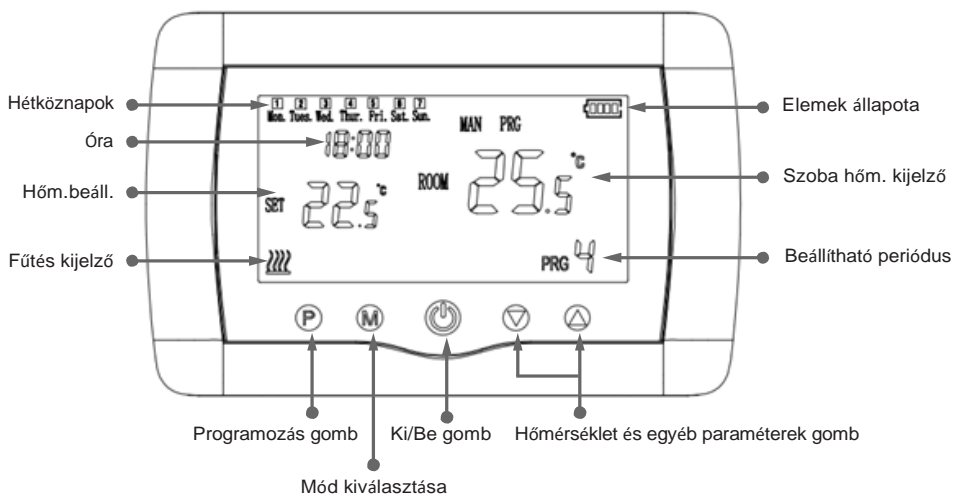 Hétköznapok
Óra
Hőm.beáll.
Fűtés kijelző
1 2 3 4 5 6 7
Mon. Tues. Wed. Thur. Fri. Sat. Sun.
18:00
MAN PRG
ROOM 25.5 °C
SET 22.5 °C
PRG 4
Elemek állapota
Szoba hőm. kijelző
Beállítható periódus
P M
Programozás gomb
Ki/Be gomb
Hőmérséklet és egyéb paraméterek gomb
Mód kiválasztása